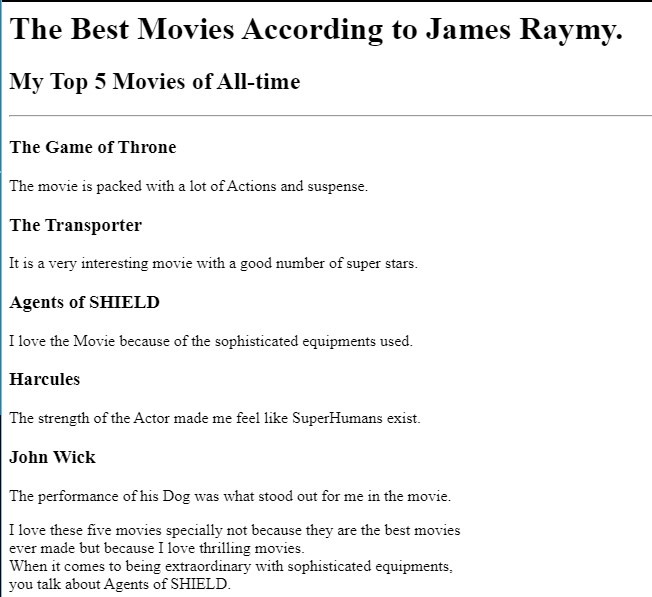 The Best Movies According to James Raymy.
My Top 5 Movies of All-time
The Game of Throne
The movie is packed with a lot of Actions and suspense.
The Transporter
It is a very interesting movie with a good number of super stars.
Agents of SHIELD
I love the Movie because of the sophisticated equipments used.
Harcules
The strength of the Actor made me feel like SuperHumans exist.
John Wick
The performance of his Dog was what stood out for me in the movie.
I love these five movies specially not because they are the best movies
ever made but because I love thrilling movies.
When it comes to being extraordinary with sophisticated equipments,
you talk about Agents of SHIELD.